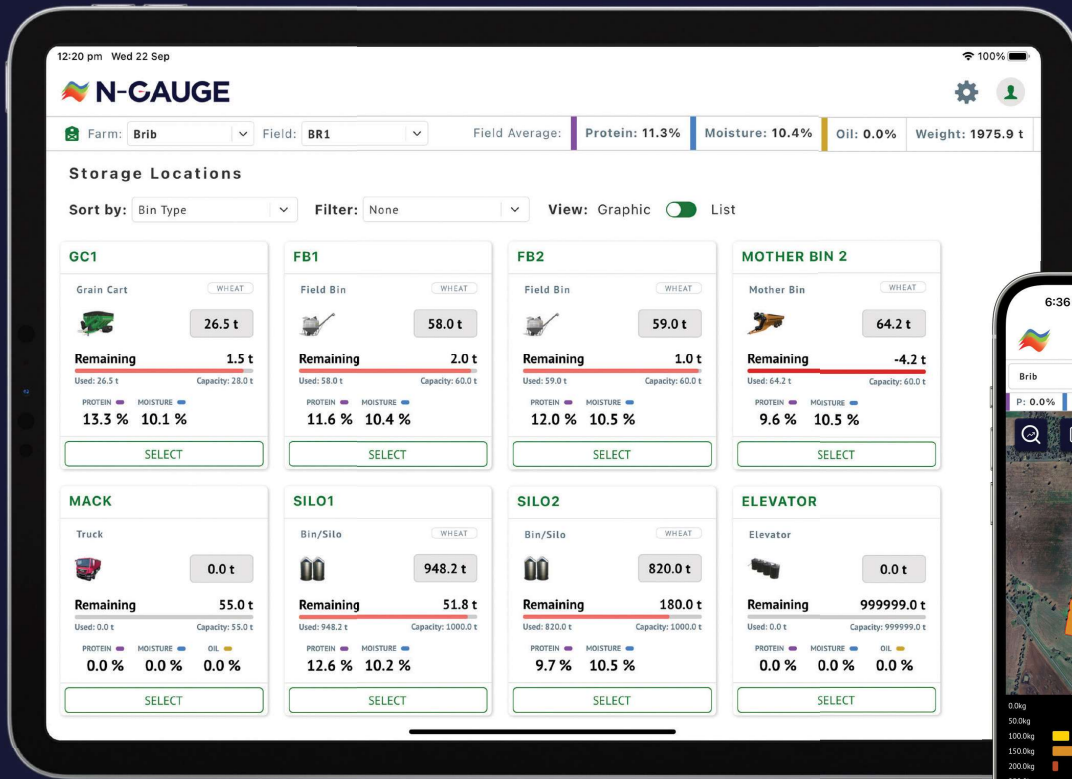 12:20 pm Wed 22 Sep 100%
N-GAUGE
Farm: Brib Field: BR1 Field Average: Protein: 11.3% Moisture: 10.4% Oil: 0.0% Weight: 1975.9 t
Storage Locations
Sort by: Bin Type Filter: None View: Graphic List
GC1
Grain Cart WHEAT
26.5 t
Remaining 1.5 t
Used: 26.5 t Capacity: 28.0 t
PROTEIN MOISTURE
13.3 % 10.1 %
SELECT
FB1
Field Bin WHEAT
58.0 t
Remaining 2.0 t
Used: 58.0 t Capacity: 60.0 t
PROTEIN MOISTURE
11.6 % 10.4 %
SELECT
FB2
Field Bin WHEAT
59.0 t
Remaining 1.0 t
Used: 59.0 t Capacity: 60.0 t
PROTEIN MOISTURE
12.0 % 10.5 %
SELECT
MOTHER BIN 2
Mother Bin WHEAT
64.2 t
Remaining -4.2 t
Used: 64.2 t Capacity: 60.0 t
PROTEIN MOISTURE
9.6 % 10.5 %
SELECT
MACK
Truck
0.0 t
Remaining 55.0 t
Used: 0.0 t Capacity: 55.0 t
PROTEIN MOISTURE OIL
0.0 % 0.0 % 0.0 %
SELECT
SILO1
Bin/Silo WHEAT
948.2 t
Remaining 51.8 t
Used: 948.2 t Capacity: 1000.0 t
PROTEIN MOISTURE
12.6 % 10.2 %
SELECT
SILO2
Bin/Silo WHEAT
820.0 t
Remaining 180.0 t
Used: 820.0 t Capacity: 1000.0 t
PROTEIN MOISTURE
9.7 % 10.5 %
SELECT
ELEVATOR
Elevator
0.0 t
Remaining 999999.0 t
Used: 0.0 t Capacity: 999999.0 t
PROTEIN MOISTURE OIL
0.0 % 0.0 % 0.0 %
SELECT
6:36
Brib
P: 0.0%
0.0kg
50.0kg
100.0kg
150.0kg
200.0kg